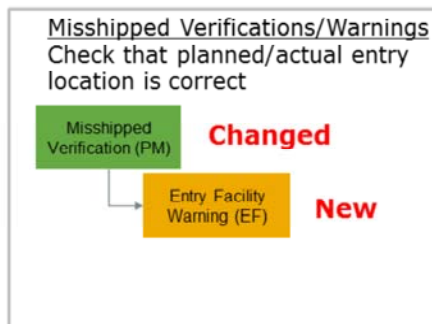 Misshipped Verifications/Warnings
Check that planned/actual entry
location is correct
Misshipped
Verification (PM)
Changed
Entry Facility
Warning (EF)
New